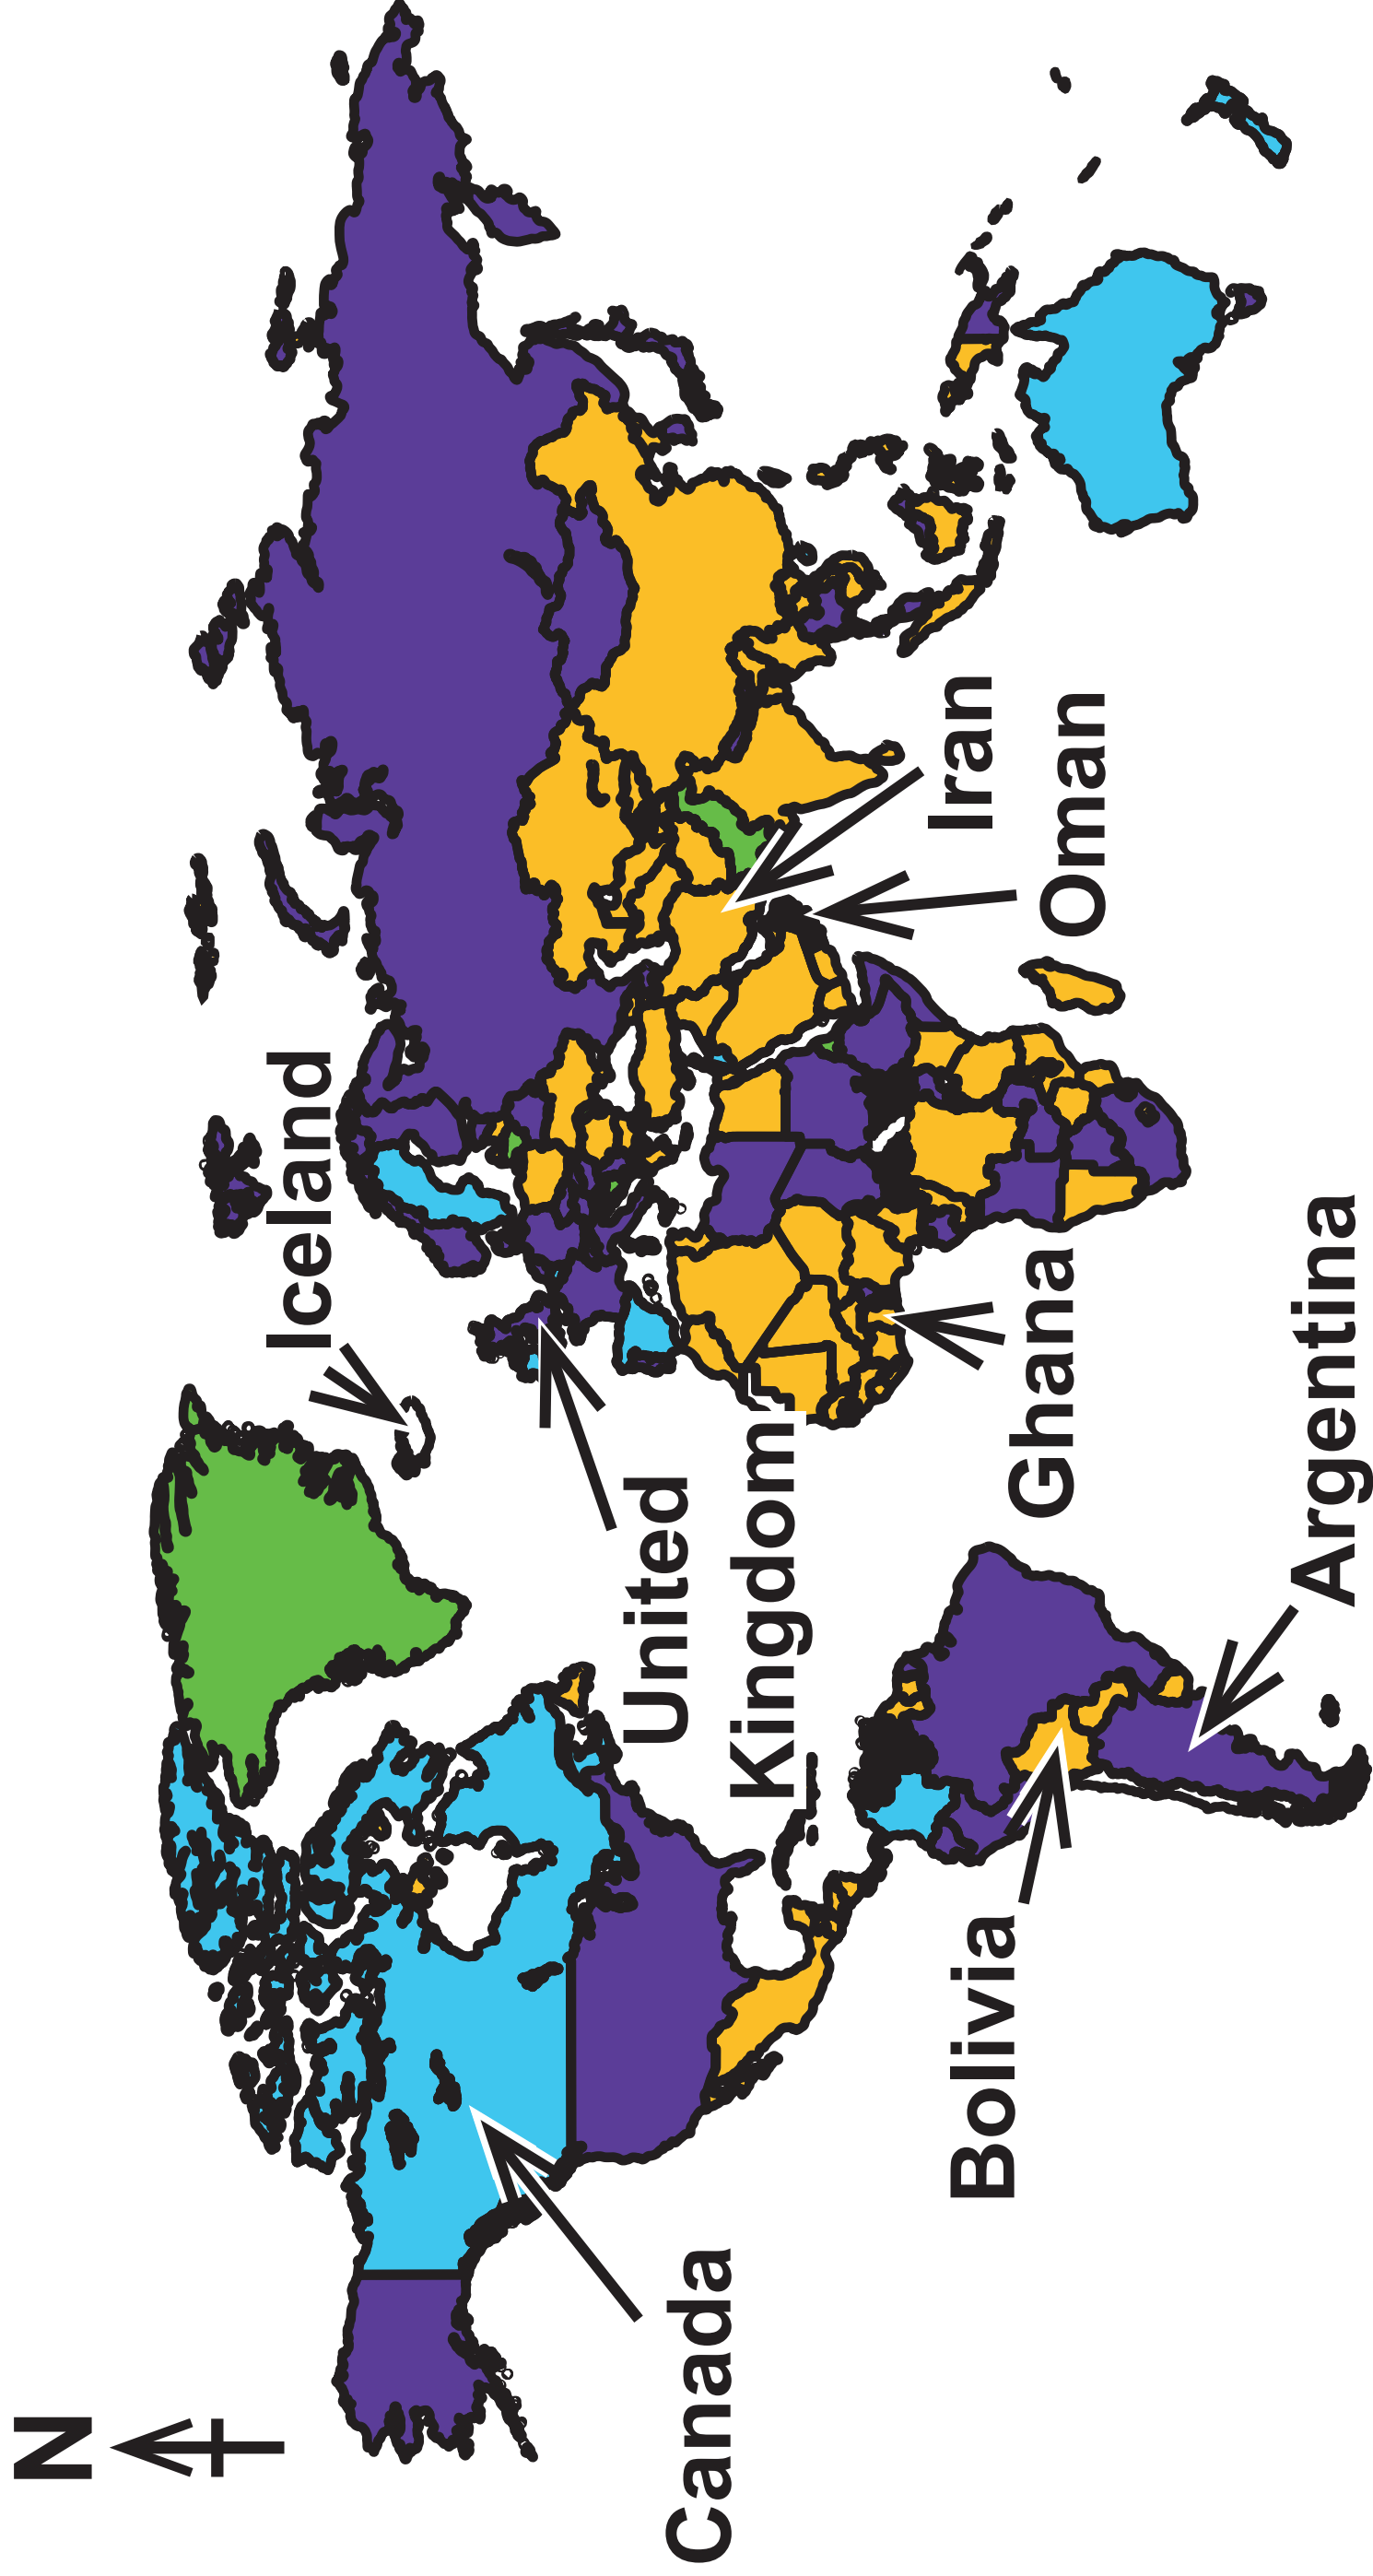 N
Iceland
Canada
United
Kingdom
Iran
Oman
Bolivia
Ghana
Argentina